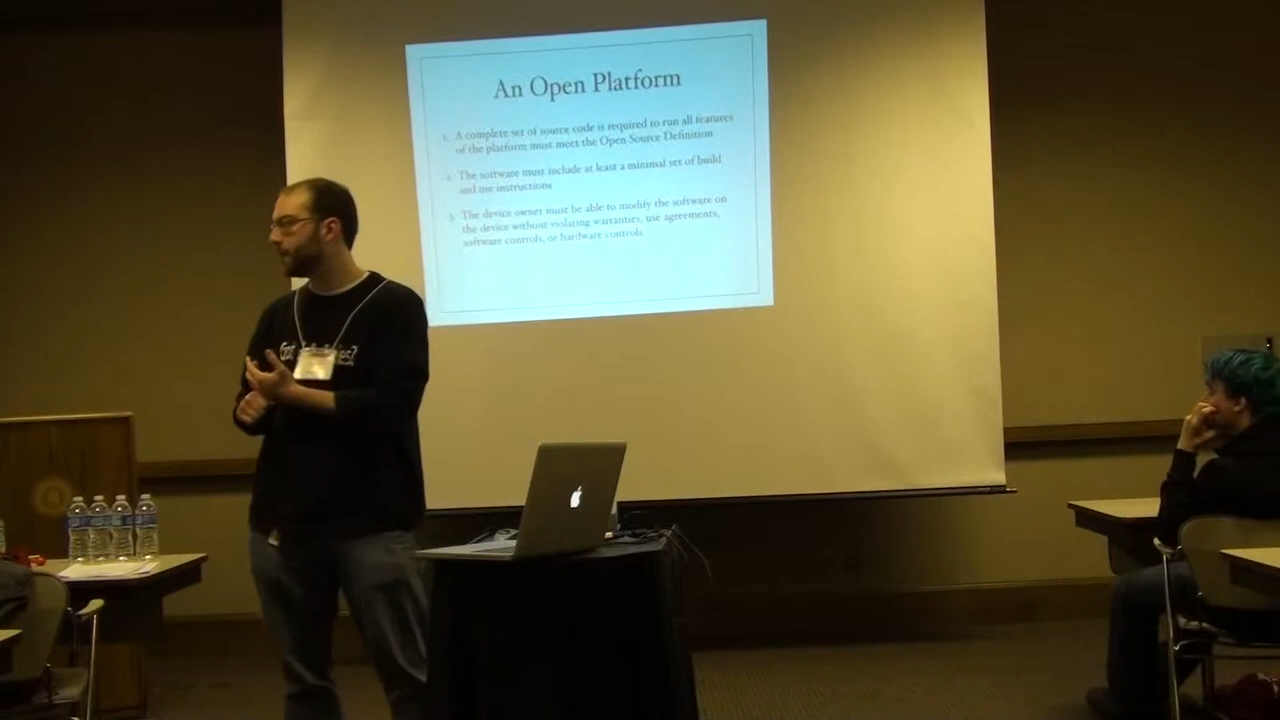 An Open Platform
1. A complete set of source code is required to run all features
of the platform must meet the Open Source Definition
2. The software must include at least a minimal set of build
and use instructions
3. The device owner must be able to modify the software on
the device without violating warranties, use agreements,
software controls, or hardware controls
Got